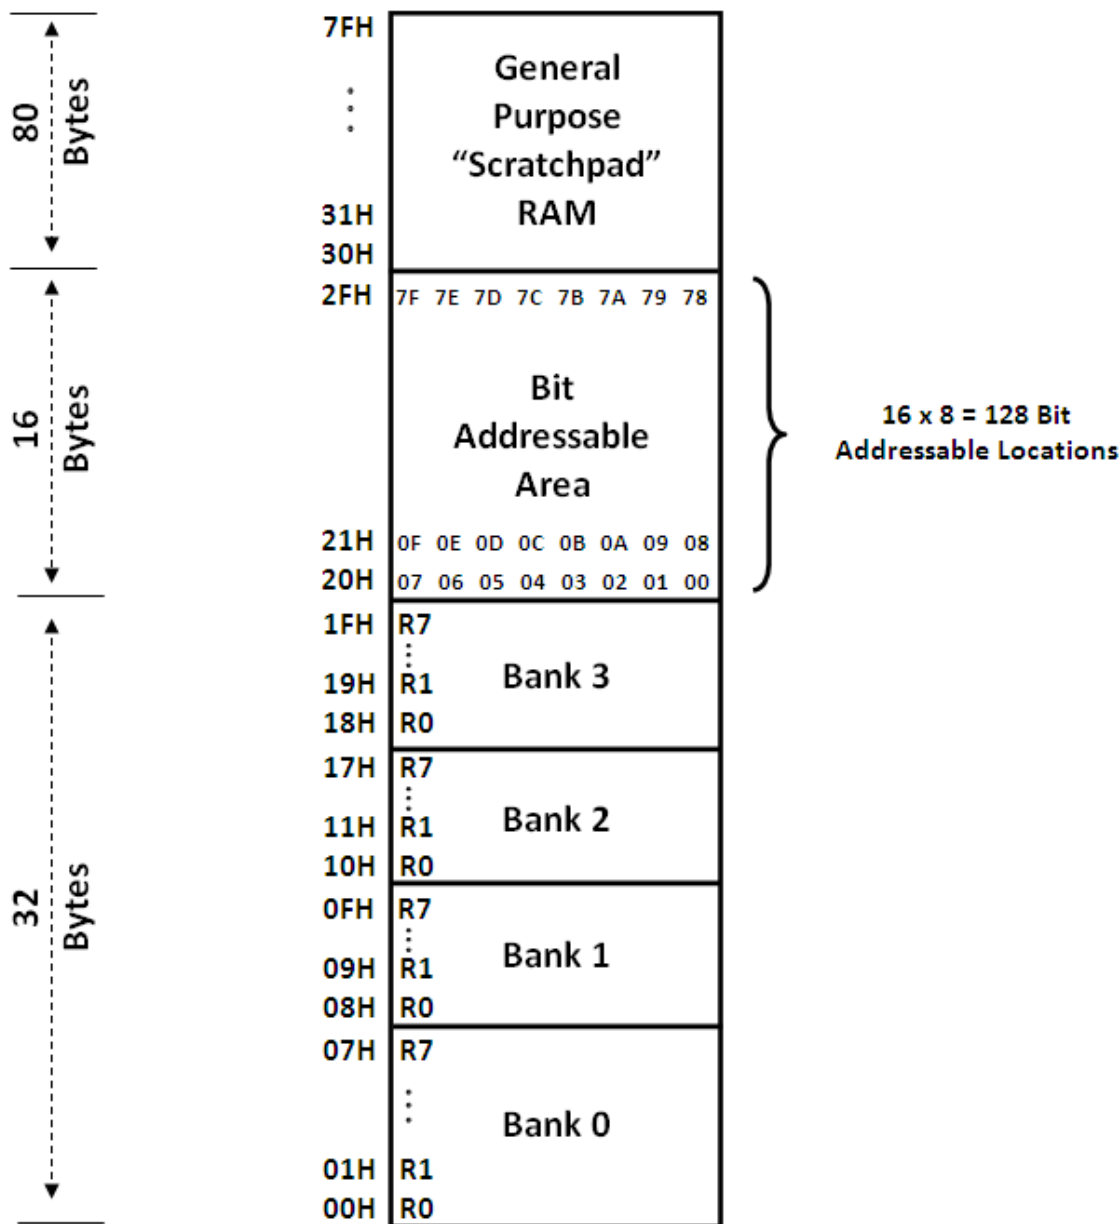 80
Bytes
7FH
31H
30H
General
Purpose
“Scratchpad”
RAM
16
Bytes
2FH 7F 7E 7D 7C 7B 7A 79 78
Bit
Addressable
Area
21H 0F 0E 0D 0C 0B 0A 09 08
20H 07 06 05 04 03 02 01 00
16 x 8 = 128 Bit
Addressable Locations
32
Bytes
1FH R7
19H R1
18H R0
Bank 3
17H R7
11H R1
10H R0
Bank 2
0FH R7
09H R1
08H R0
Bank 1
07H R7
01H R1
00H R0
Bank 0